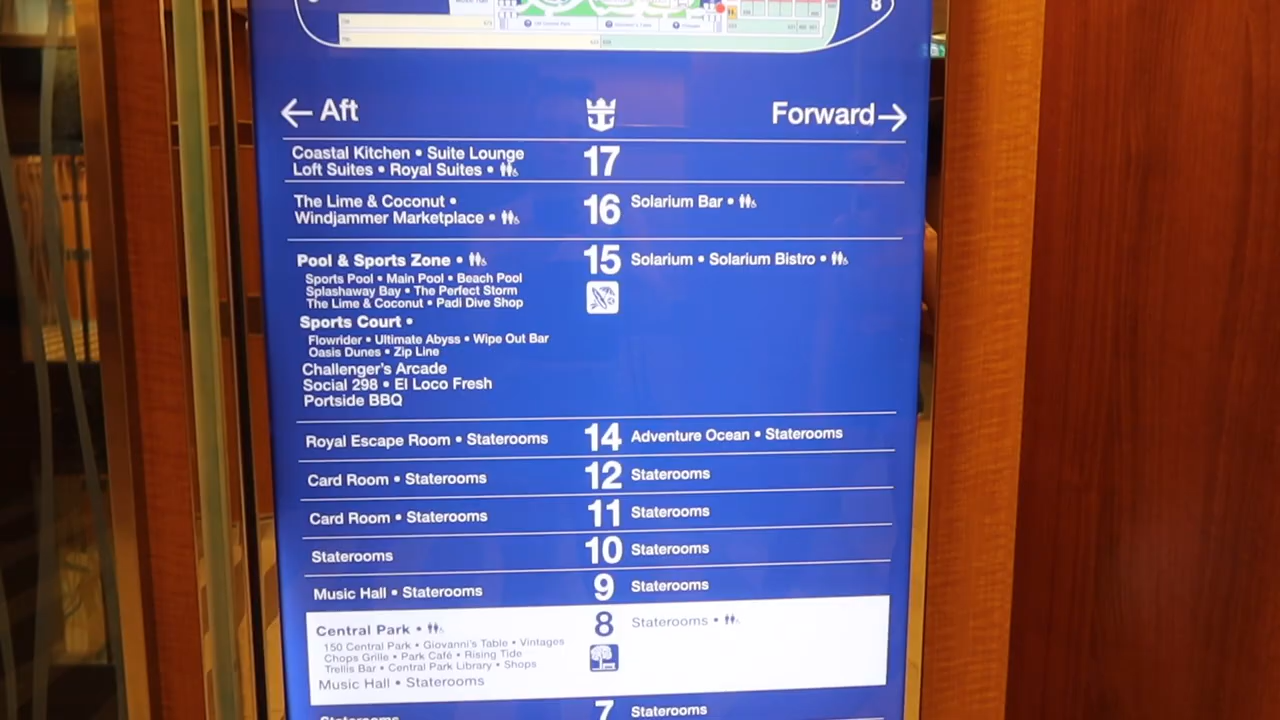 8
← Aft
Forward →
Coastal Kitchen • Suite Lounge
Loft Suites • Royal Suites •
17
The Lime & Coconut •
Windjammer Marketplace •
16
Solarium Bar •
Pool & Sports Zone •
15
Solarium • Solarium Bistro •
Sports Pool • Main Pool • Beach Pool
Splashaway Bay • The Perfect Storm
The Lime & Coconut • Padi Dive Shop
Sports Court •
Flowrider • Ultimate Abyss • Wipe Out Bar
Oasis Dunes • Zip Line
Challenger's Arcade
Social 298 • El Loco Fresh
Portside BBQ
Royal Escape Room • Staterooms
14
Adventure Ocean • Staterooms
Card Room • Staterooms
12
Staterooms
Card Room • Staterooms
11
Staterooms
Staterooms
10
Staterooms
Music Hall • Staterooms
9
Staterooms
Central Park •
8
Staterooms •
150 Central Park • Giovanni's Table • Vintages
Chops Grille • Park Café • Rising Tide
Trellis Bar • Central Park Library • Shops
Music Hall • Staterooms
Staterooms
7
Staterooms